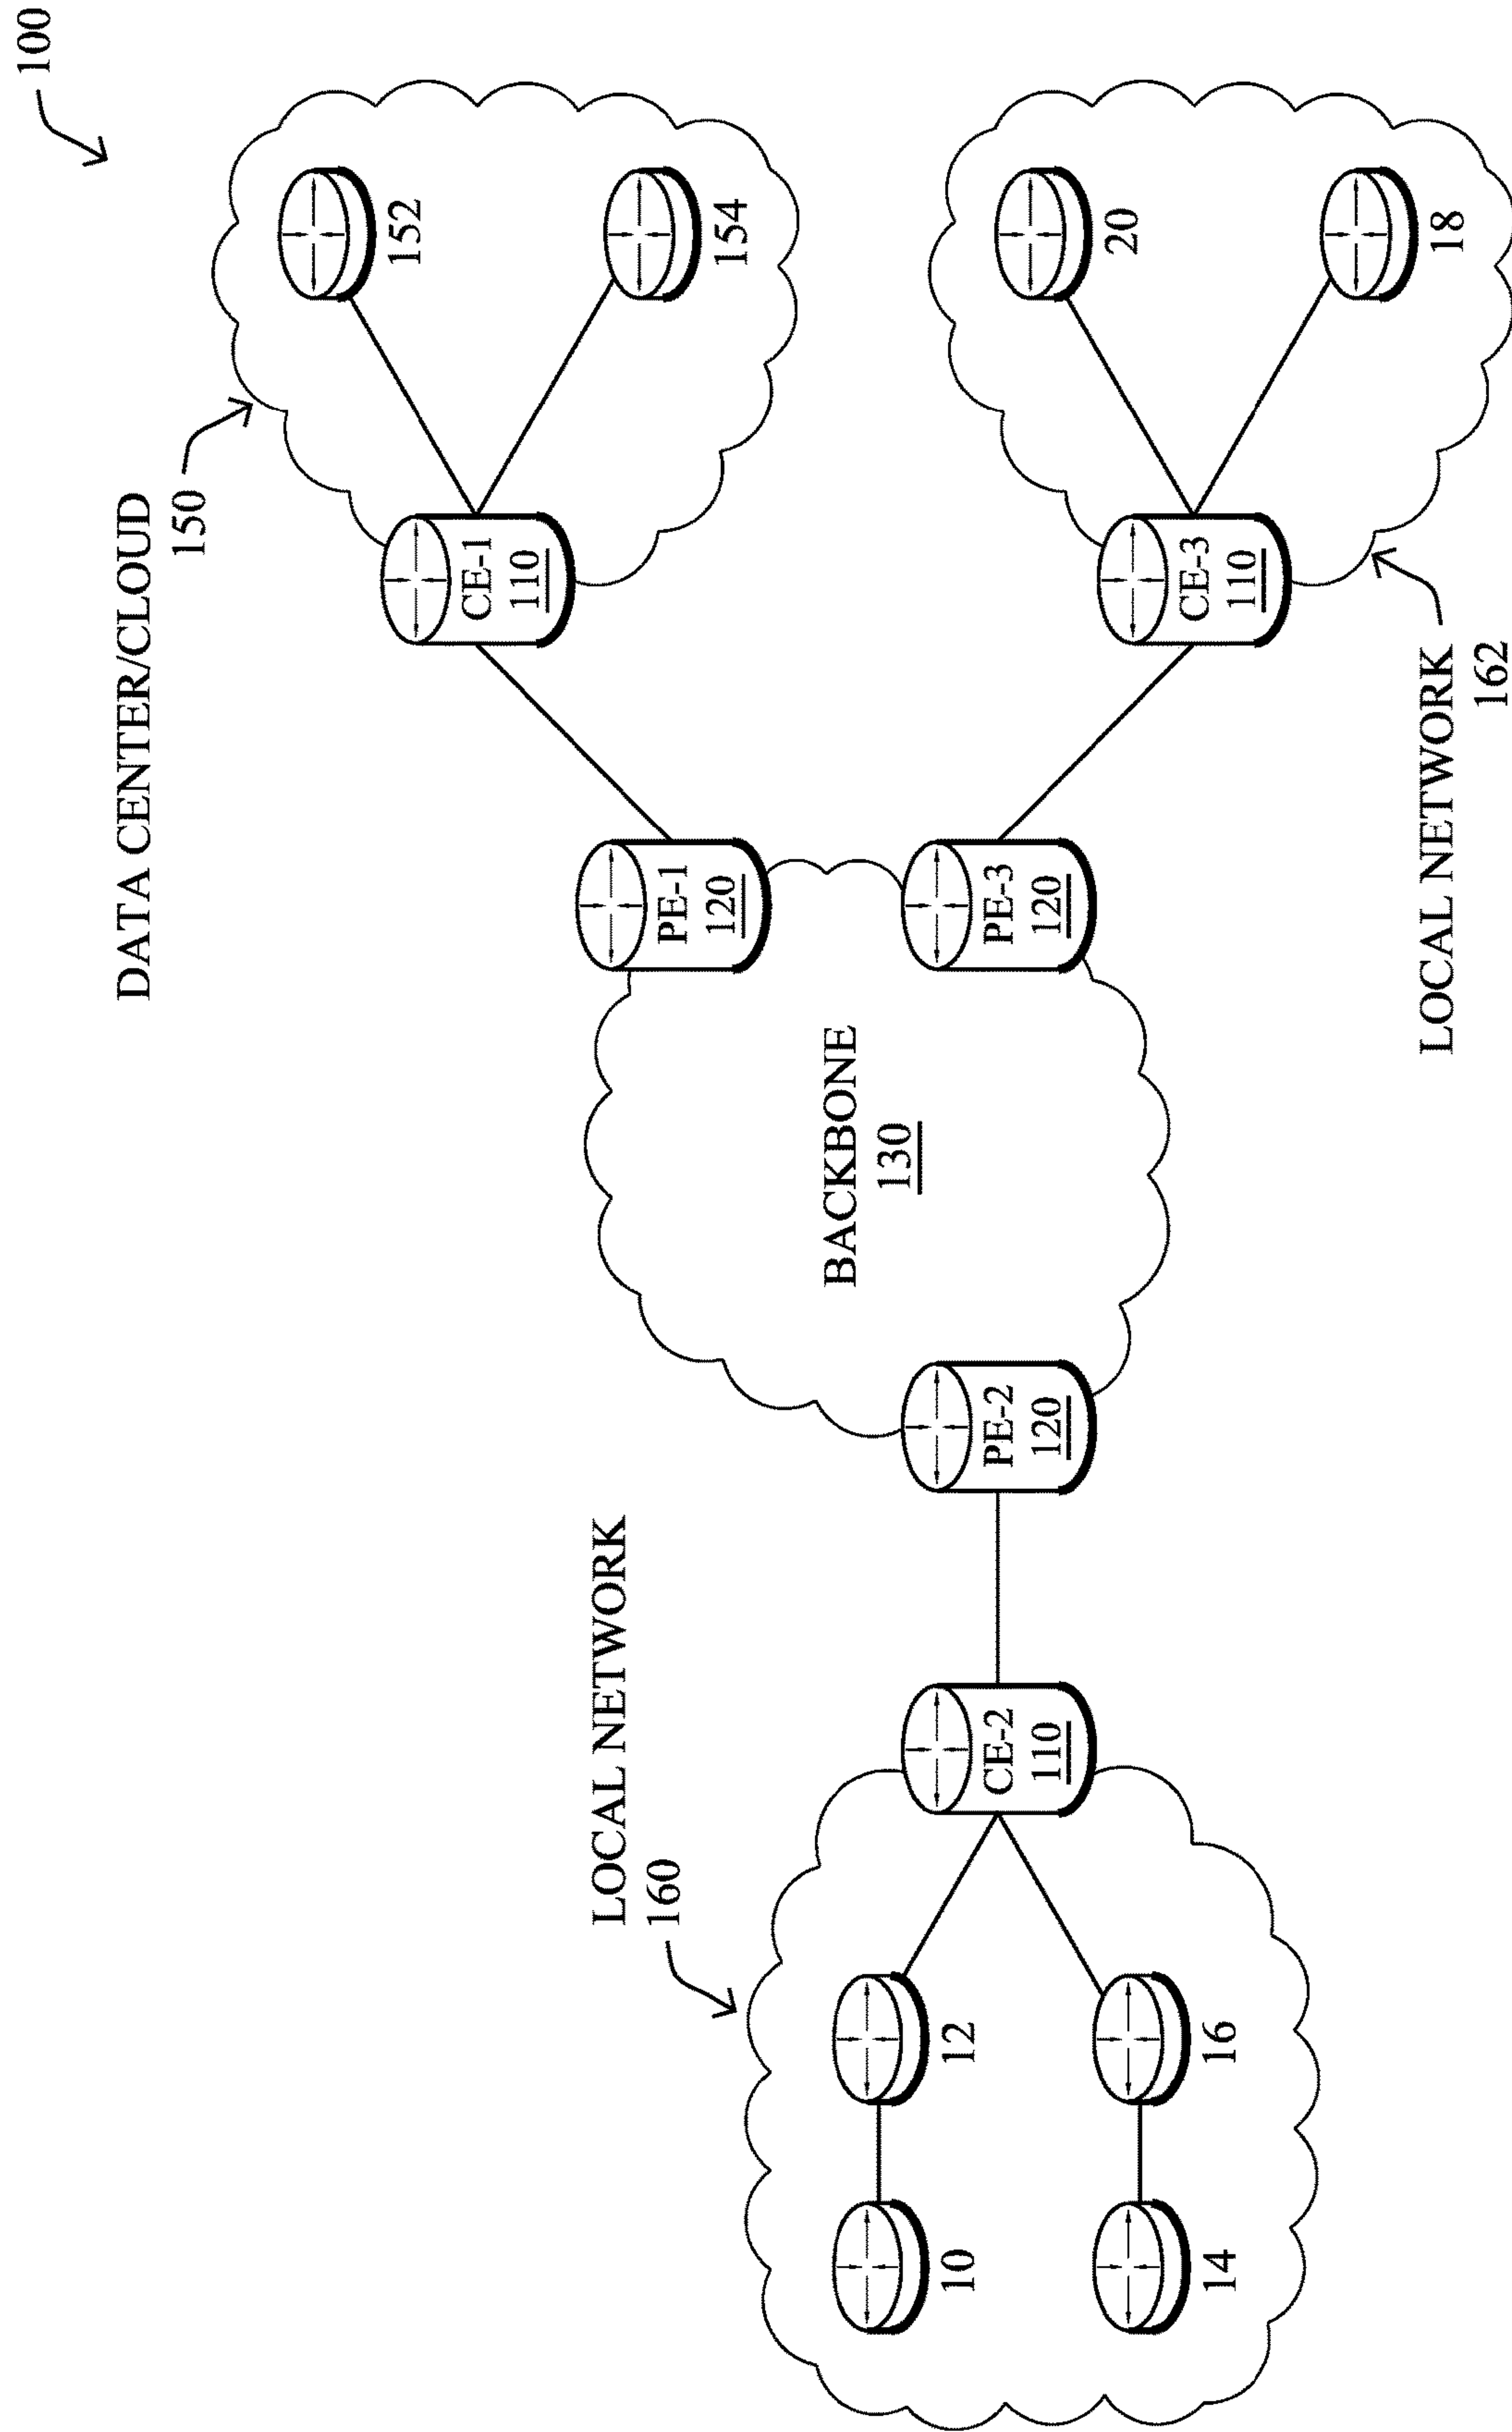 100
DATA CENTER/CLOUD
150
152
154
CE-1
110
PE-1
120
LOCAL NETWORK
160
BACKBONE
130
10
12
CE-2
110
PE-2
120
PE-3
120
CE-3
110
20
14
16
18
LOCAL NETWORK
162